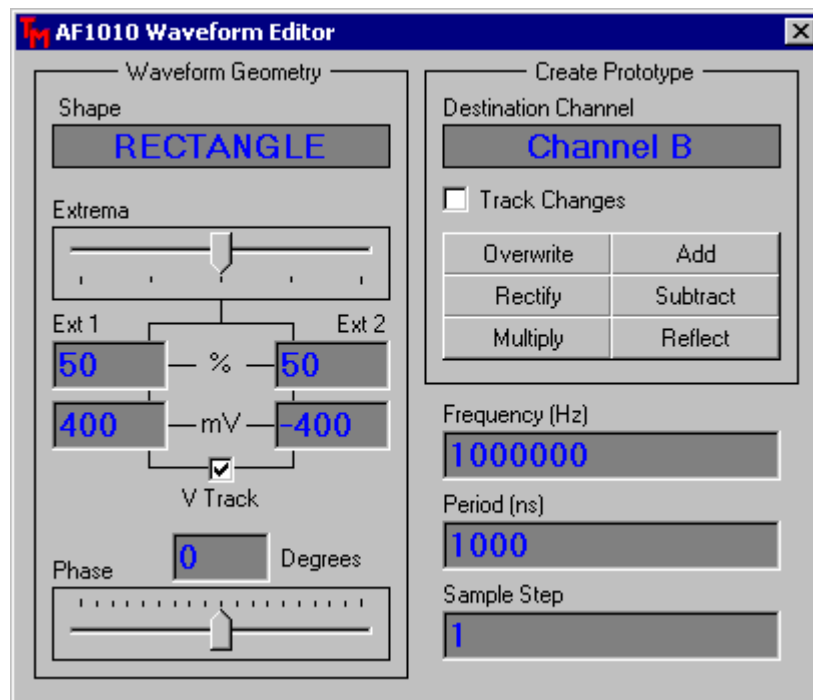 TM AF1010 Waveform Editor
Waveform Geometry
Shape
RECTANGLE
Extrema
Ext 1 Ext 2
50 % 50
400 mV -400
V Track
0 Degrees
Phase
Create Prototype
Destination Channel
Channel B
Track Changes
Overwrite Add
Rectify Subtract
Multiply Reflect
Frequency (Hz)
1000000
Period (ns)
1000
Sample Step
1